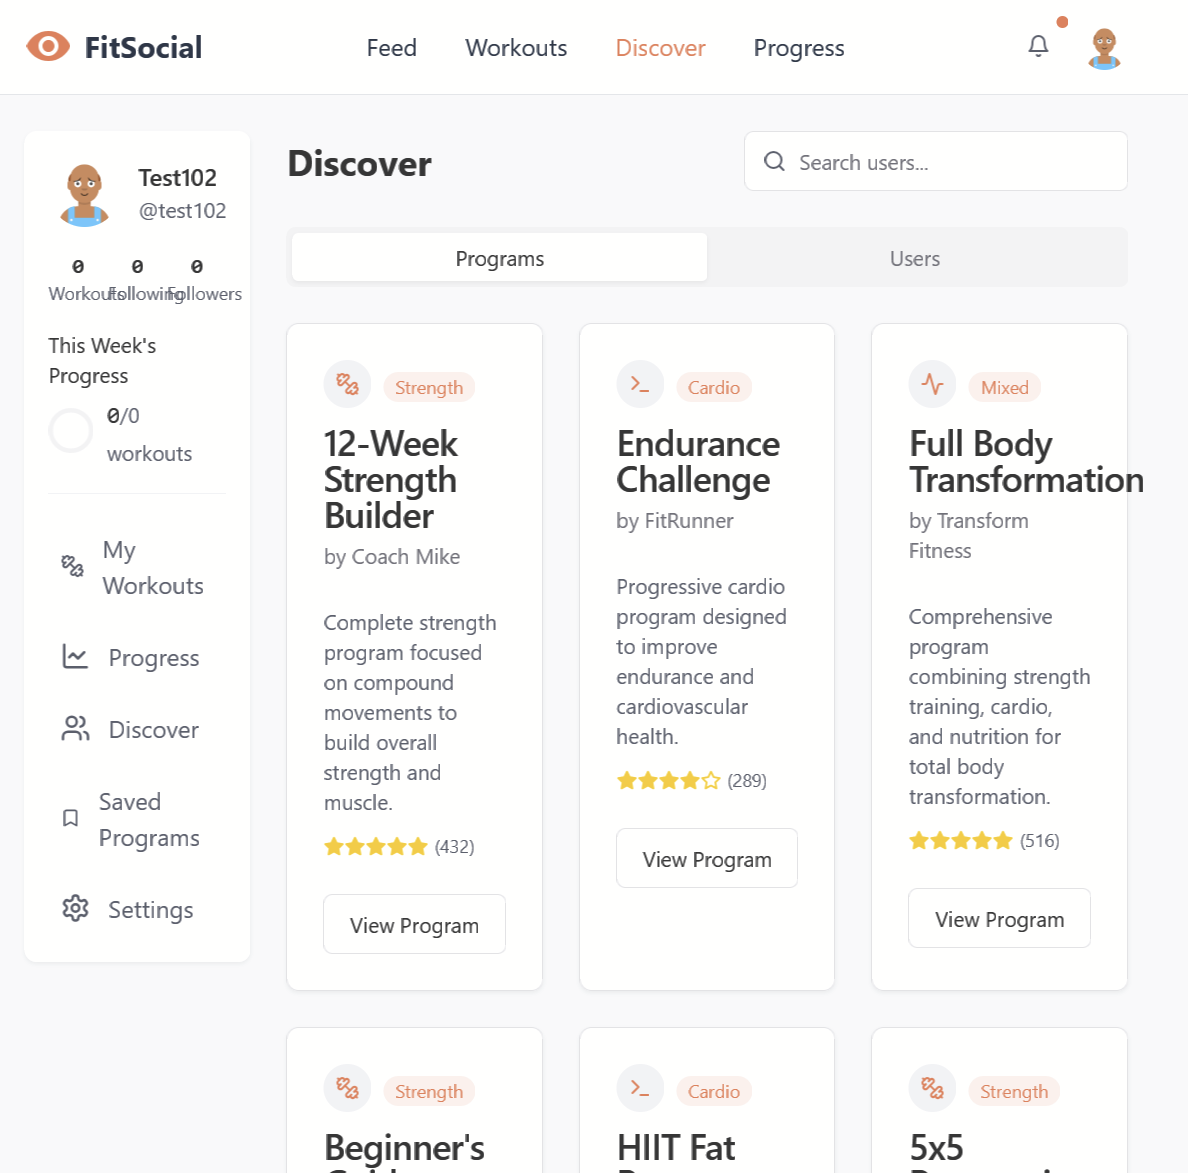 FitSocial
Feed
Workouts
Discover
Progress
Test102
@test102
0
0
0
Workouts
Following
Followers
This Week's
Progress
0/0
workouts
My
Workouts
Progress
Discover
Saved
Programs
Settings
Discover
Search users...
Programs
Users
Strength
12-Week
Strength
Builder
by Coach Mike
Complete strength
program focused
on compound
movements to
build overall
strength and
muscle.
(432)
View Program
Cardio
Endurance
Challenge
by FitRunner
Progressive cardio
program designed
to improve
endurance and
cardiovascular
health.
(289)
View Program
Mixed
Full Body
Transformation
by Transform
Fitness
Comprehensive
program
combining strength
training, cardio,
and nutrition for
total body
transformation.
(516)
View Program
Strength
Beginner's
Cardio
HIIT Fat
Strength
5x5